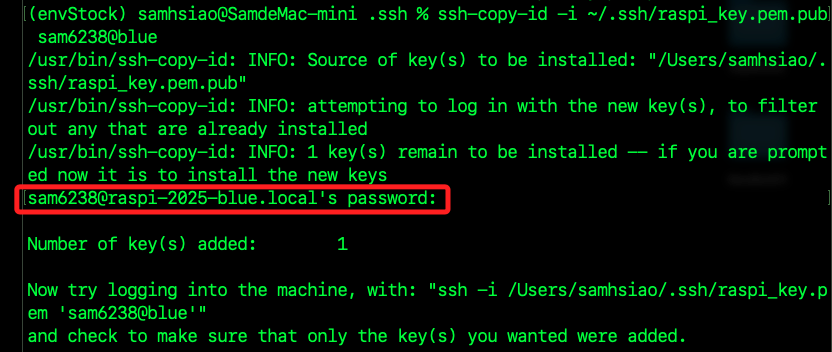 (envStock) samhsiao@SamdeMac-mini .ssh % ssh-copy-id -i ~/.ssh/raspi_key.pem.pub
 sam6238@blue
/usr/bin/ssh-copy-id: INFO: Source of key(s) to be installed: "/Users/samhsiao/.
ssh/raspi_key.pem.pub"
/usr/bin/ssh-copy-id: INFO: attempting to log in with the new key(s), to filter
out any that are already installed
/usr/bin/ssh-copy-id: INFO: 1 key(s) remain to be installed -- if you are prompt
ed now it is to install the new keys
sam6238@raspi-2025-blue.local's password:
Number of key(s) added:        1
Now try logging into the machine, with: "ssh -i /Users/samhsiao/.ssh/raspi_key.p
em 'sam6238@blue'"
and check to make sure that only the key(s) you wanted were added.